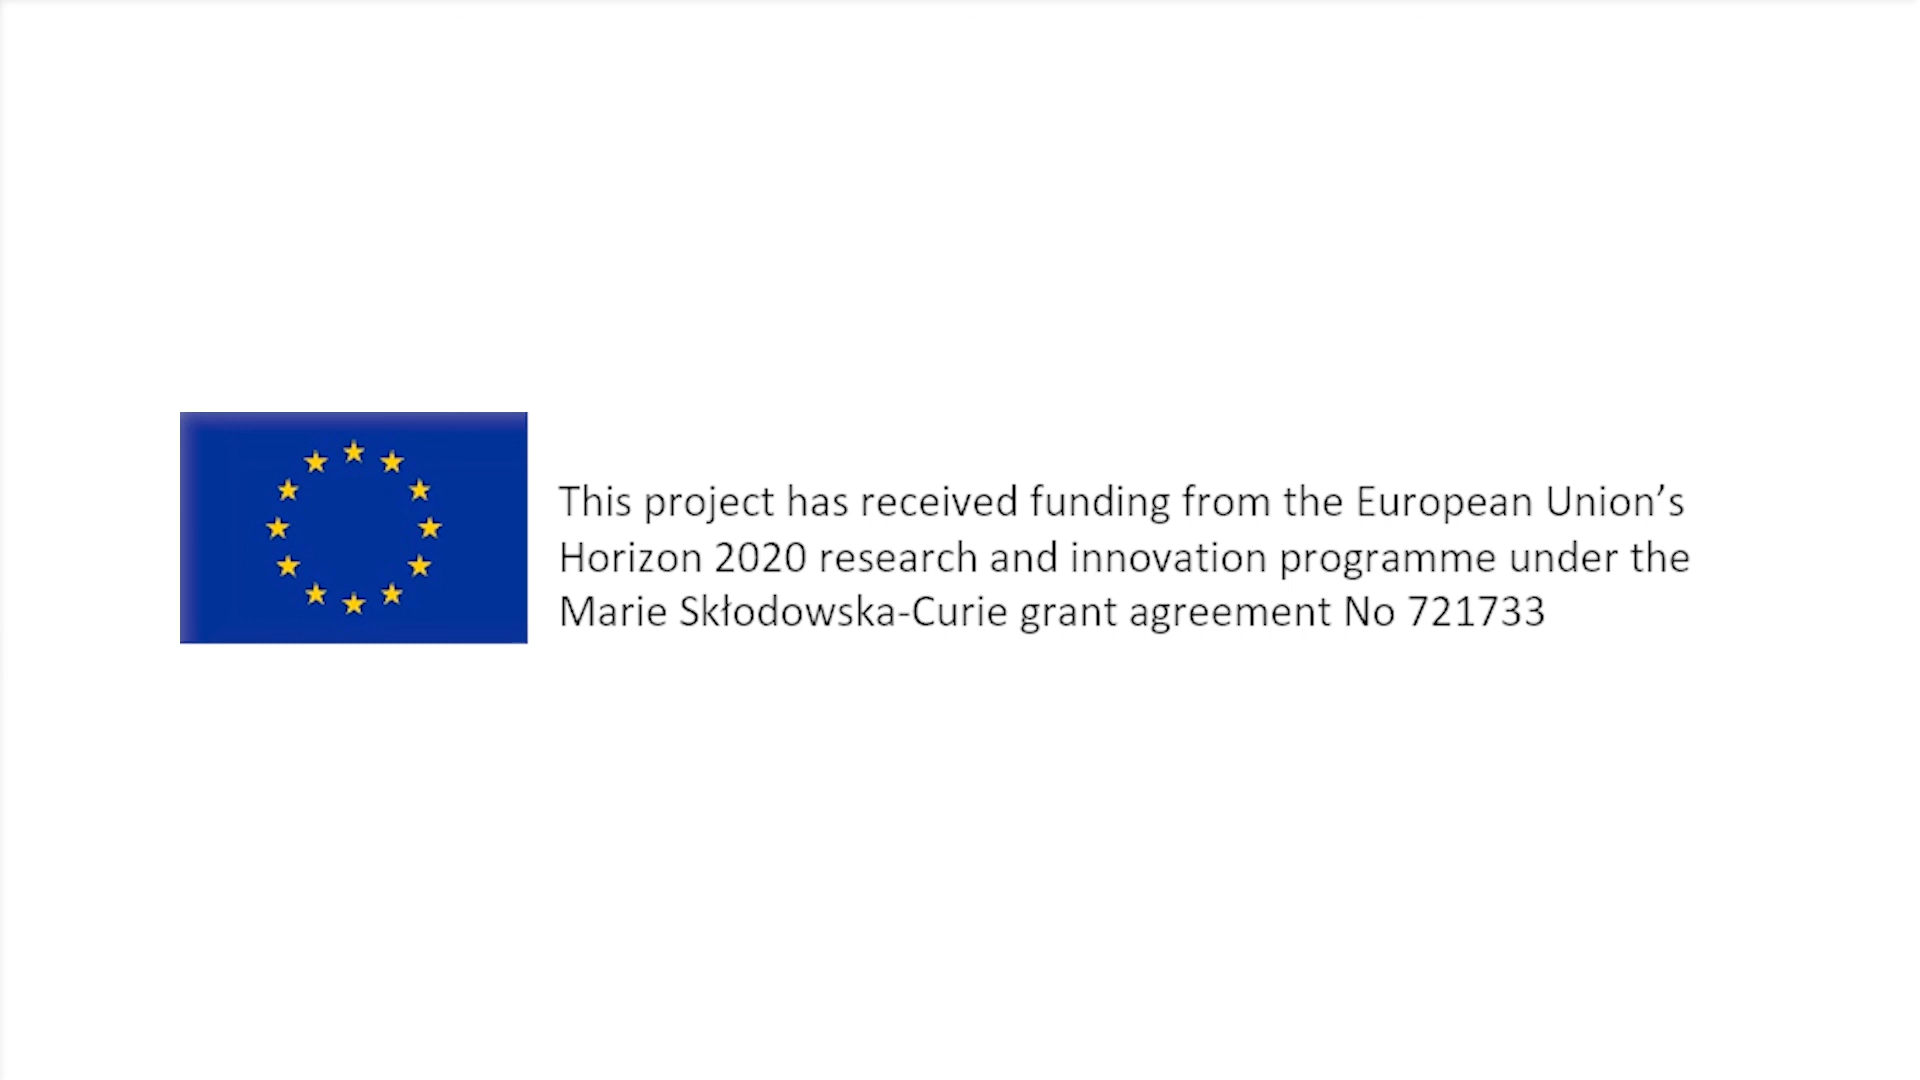 This project has received funding from the European Union’s
Horizon 2020 research and innovation programme under the
Marie Skłodowska-Curie grant agreement No 721733